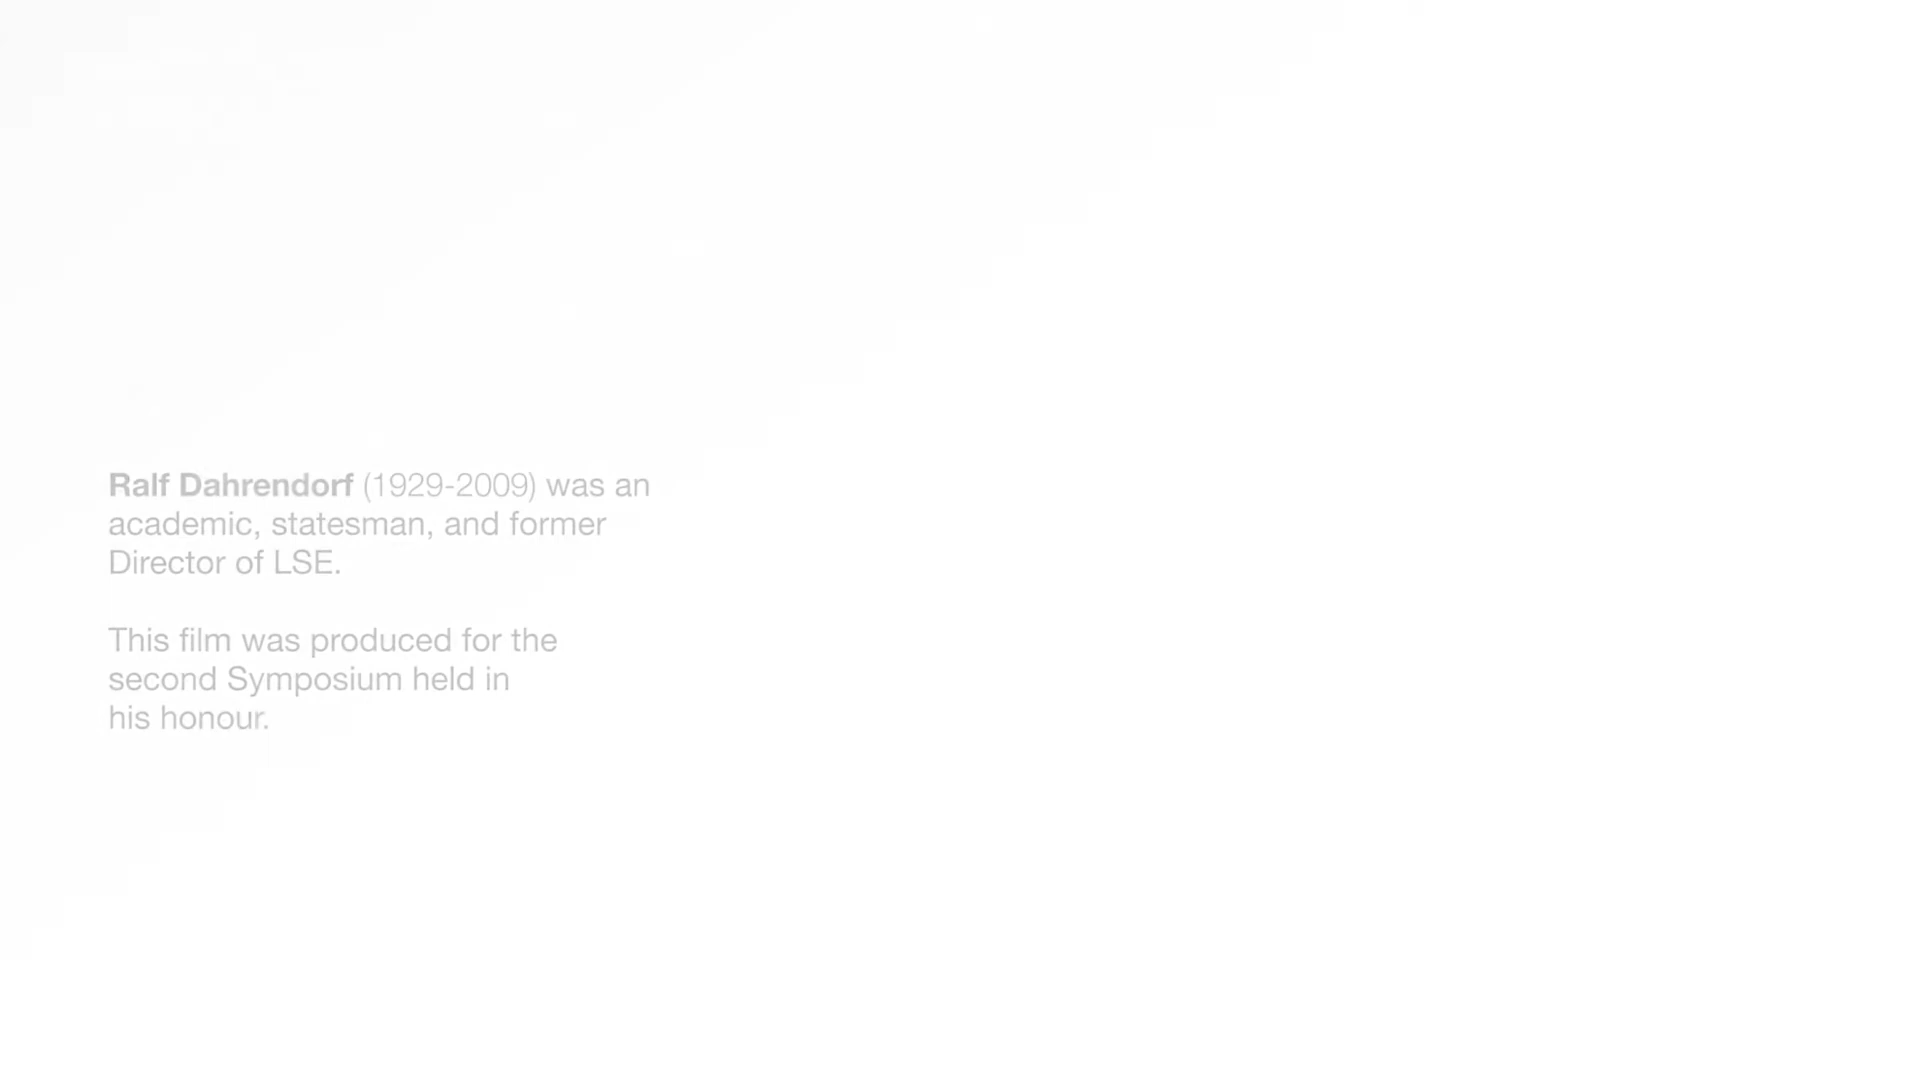 Ralf Dahrendorf (1929-2009) was an
academic, statesman, and former
Director of LSE.
This film was produced for the
second Symposium held in
his honour.